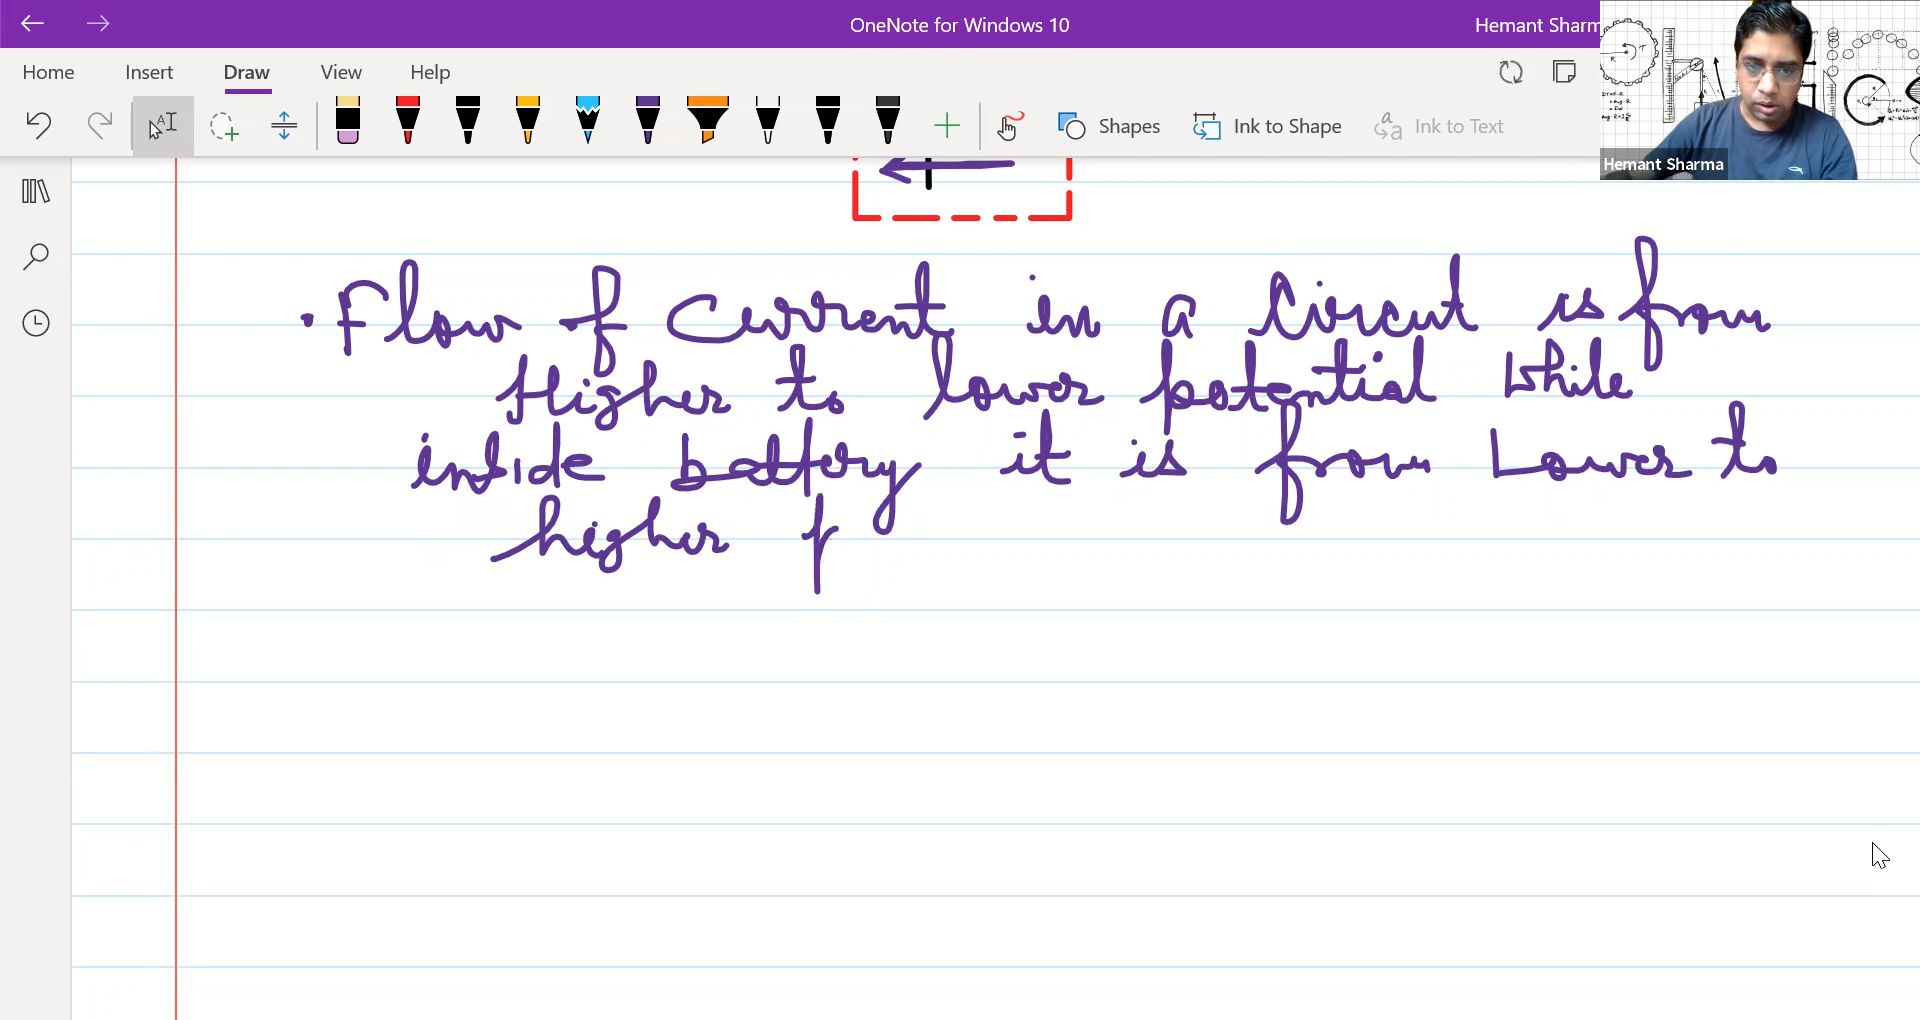 OneNote for Windows 10
Hemant Sharm
Home Insert Draw View Help
Shapes Ink to Shape Ink to Text
Hemant Sharma
• Flow of Current in a Circuit is from
Higher to lower potential while
inside battery it is from Lower to
higher p